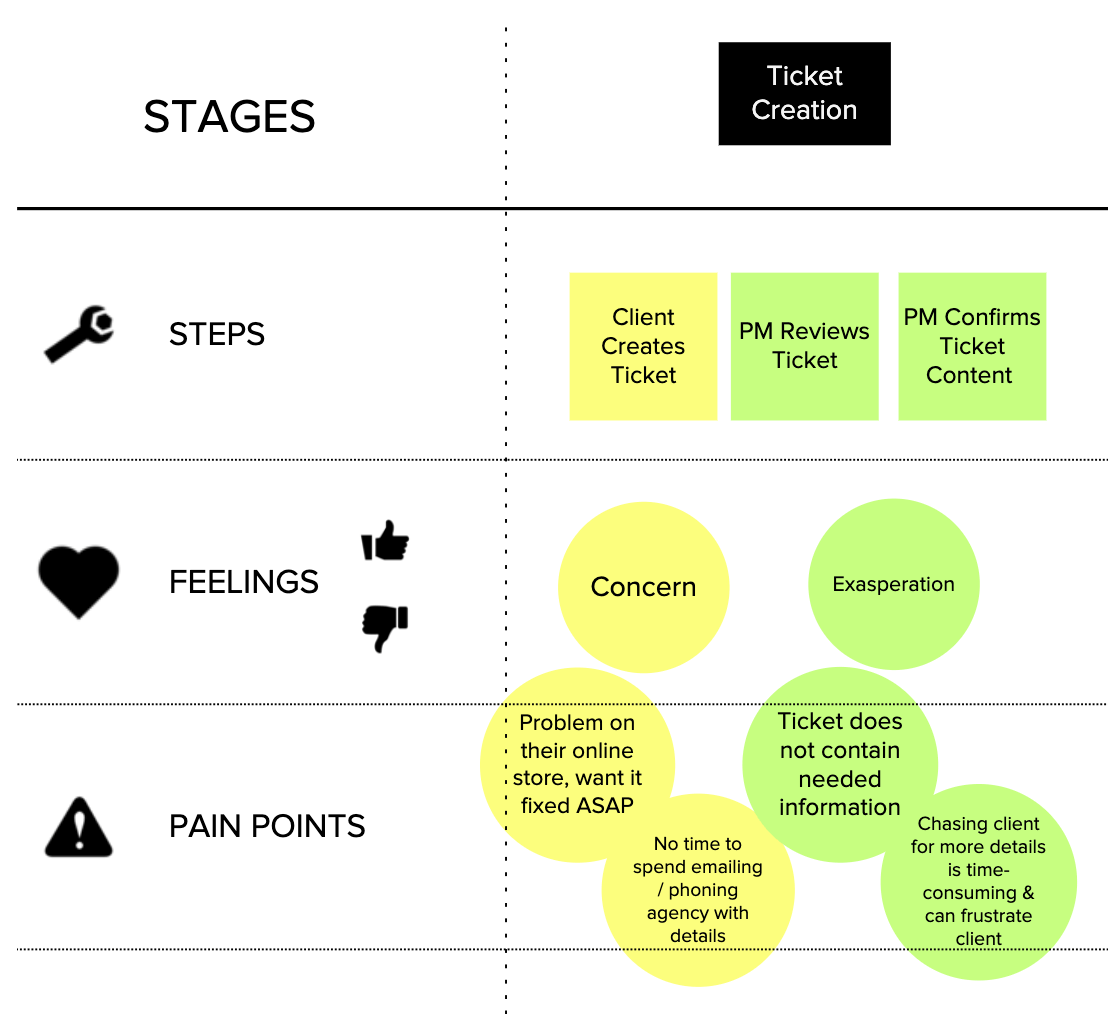 STAGES
Ticket
Creation
STEPS
Client
Creates
Ticket
PM Reviews
Ticket
PM Confirms
Ticket
Content
FEELINGS
Concern
Exasperation
PAIN POINTS
Problem on
their online
store, want it
fixed ASAP
No time to
spend emailing
/ phoning
agency with
details
Ticket does
not contain
needed
information
Chasing client
for more details
is time-
consuming &
can frustrate
client